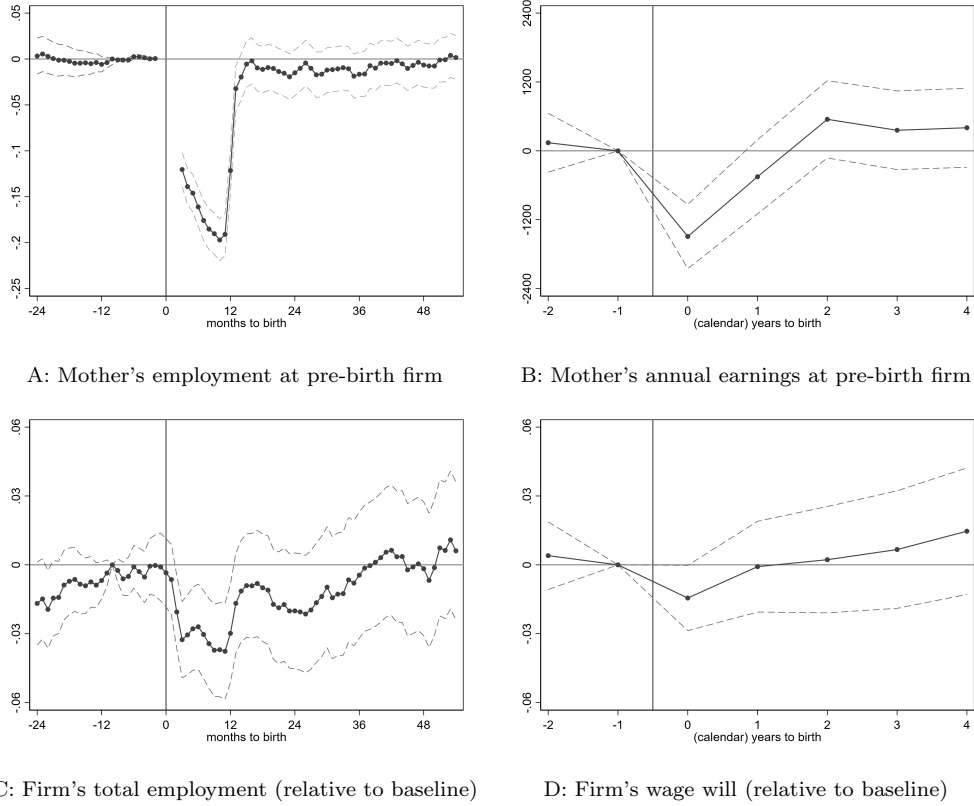 .05
0
-.05
-.1
-.15
-.2
-.25
-24 -12 0 12 24 36 48
months to birth
A: Mother's employment at pre-birth firm
2400
1200
0
-1200
-2400
-2 -1 0 1 2 3 4
(calendar) years to birth
B: Mother's annual earnings at pre-birth firm
.06
.03
0
-.03
-.06
-24 -12 0 12 24 36 48
months to birth
C: Firm's total employment (relative to baseline)
.06
.03
0
-.03
-.06
-2 -1 0 1 2 3 4
(calendar) years to birth
D: Firm's wage will (relative to baseline)